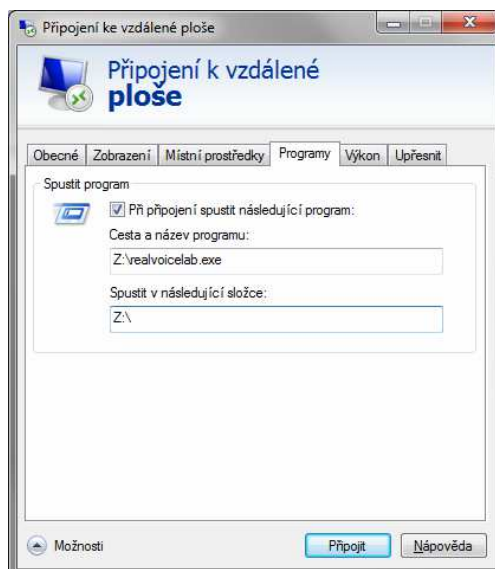 Připojení ke vzdálené ploše
Připojení k vzdálené
ploše
Obecné Zobrazení Místní prostředky Programy Výkon Upřesnit
Spustit program
Při připojení spustit následující program:
Cesta a název programu:
Z:\realvoicelab.exe
Spustit v následující složce:
Z:\
Možnosti Připojit Nápověda